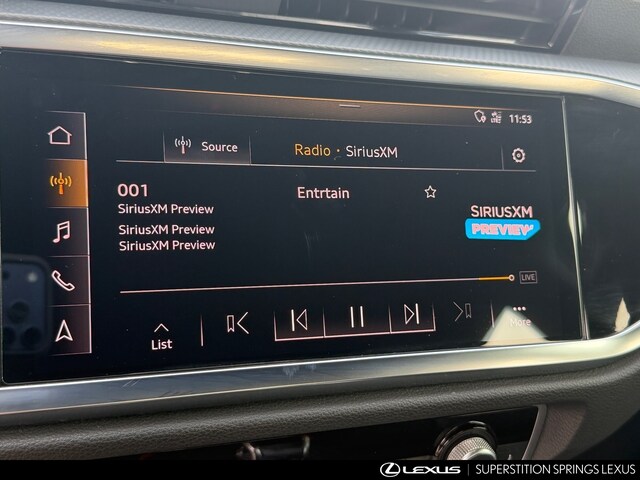 LTE 11:53
Source
Radio · SiriusXM
001
Entrtain
SiriusXM Preview
SiriusXM Preview
SiriusXM Preview
SIRIUSXM
PREVIEW
LIVE
List
More
LEXUS | SUPERSTITION SPRINGS LEXUS